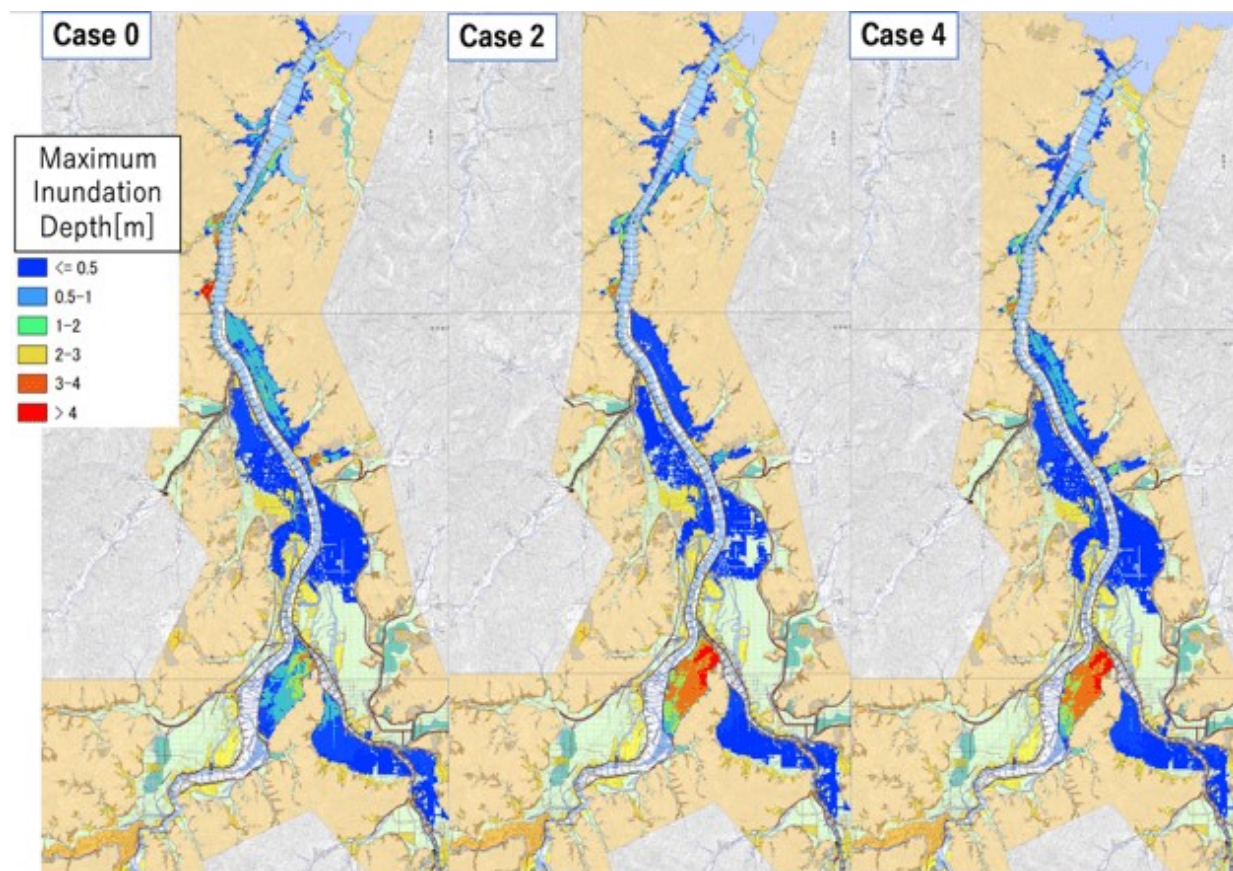 Case 0
Case 2
Case 4
Maximum
Inundation
Depth[m]
<= 0.5
0.5-1
1-2
2-3
3-4
> 4